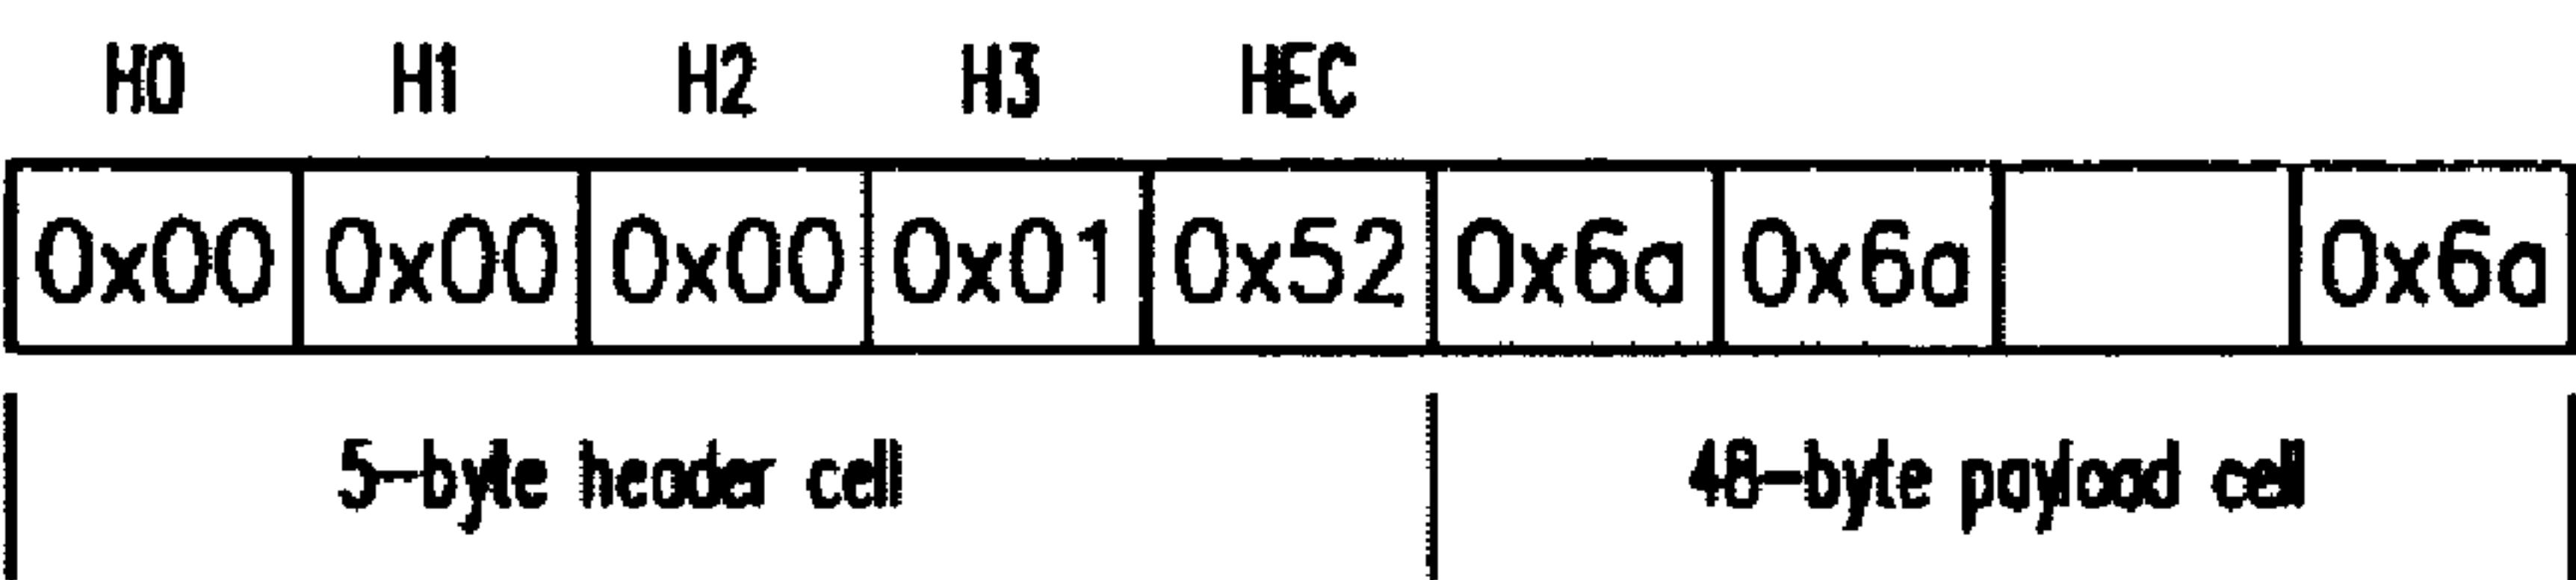 H0 H1 H2 H3 HEC
0x00 0x00 0x00 0x01 0x52 0x6a 0x6a 0x6a
5-byte header cell 48-byte payload cell